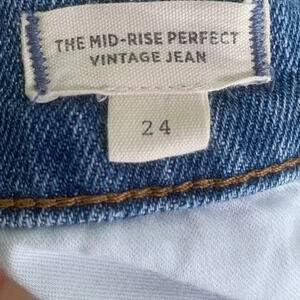 THE MID-RISE PERFECT
VINTAGE JEAN
24